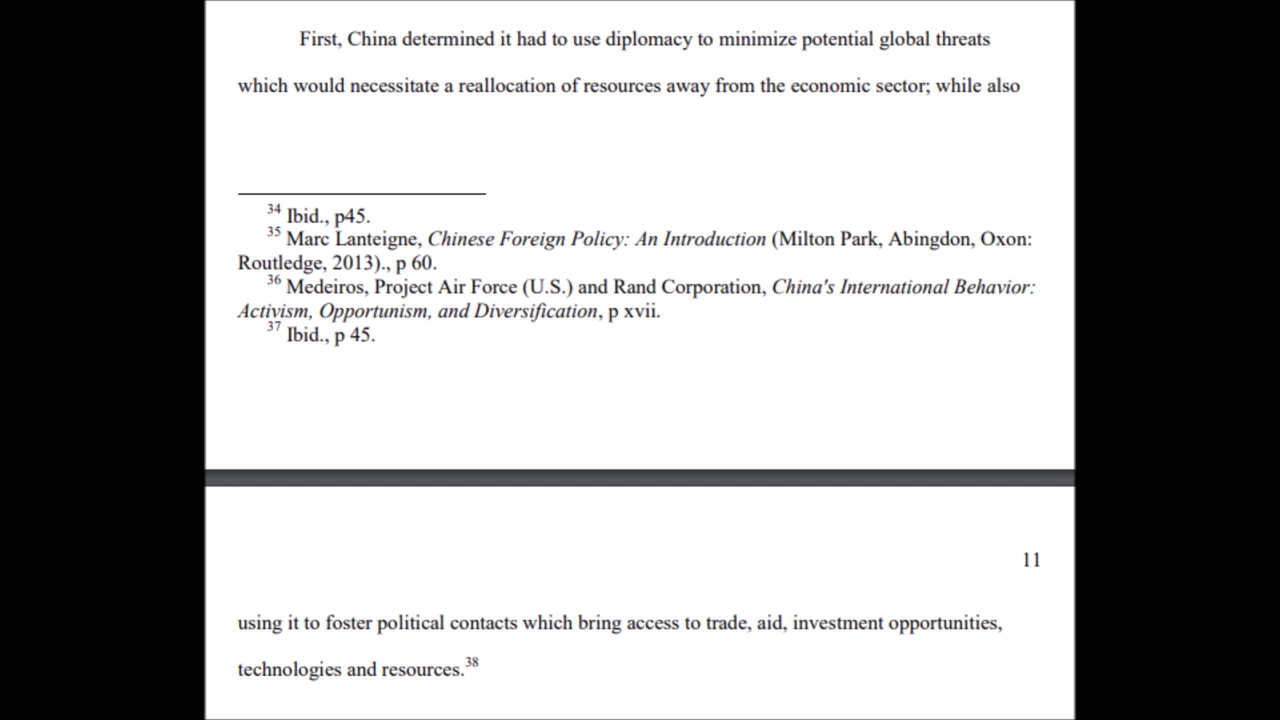 First, China determined it had to use diplomacy to minimize potential global threats
which would necessitate a reallocation of resources away from the economic sector; while also
34 Ibid., p45.
35 Marc Lanteigne, Chinese Foreign Policy: An Introduction (Milton Park, Abingdon, Oxon:
Routledge, 2013)., p 60.
36 Medeiros, Project Air Force (U.S.) and Rand Corporation, China's International Behavior:
Activism, Opportunism, and Diversification, p xvii.
37 Ibid., p 45.
11
using it to foster political contacts which bring access to trade, aid, investment opportunities,
technologies and resources.38